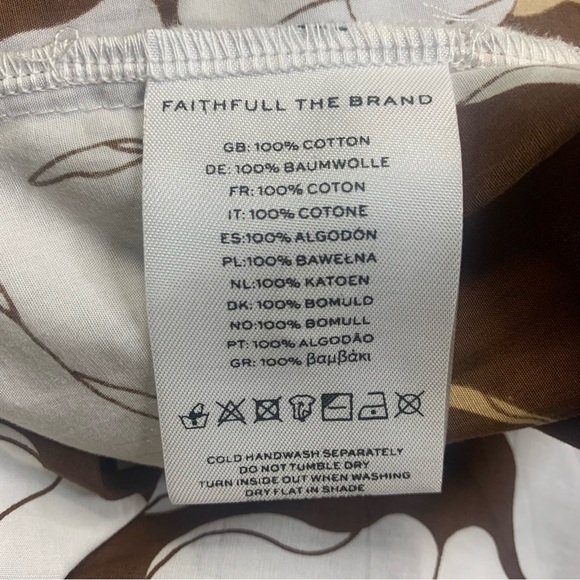 FAITHFULL THE BRAND
GB: 100% COTTON
DE: 100% BAUMWOLLE
FR: 100% COTON
IT: 100% COTONE
ES:100% ALGODÓN
PL:100% BAWEŁNA
NL:100% KATOEN
DK: 100% BOMULD
NO:100% BOMULL
PT: 100% ALGODÃO
GR: 100% βαμβάκι
COLD HANDWASH SEPARATELY
DO NOT TUMBLE DRY
TURN INSIDE OUT WHEN WASHING
DRY FLAT IN SHADE